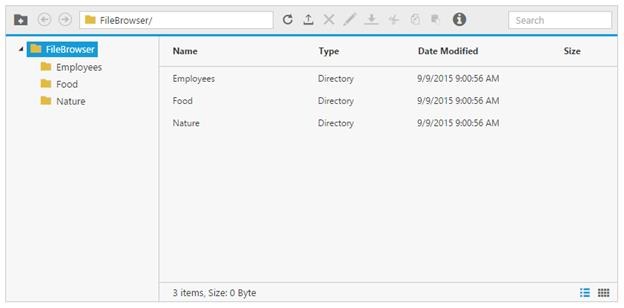 FileBrowser/
Search
FileBrowser
Employees
Food
Nature
Name Type Date Modified Size
Employees Directory 9/9/2015 9:00:56 AM
Food Directory 9/9/2015 9:00:56 AM
Nature Directory 9/9/2015 9:00:56 AM
3 items, Size: 0 Byte